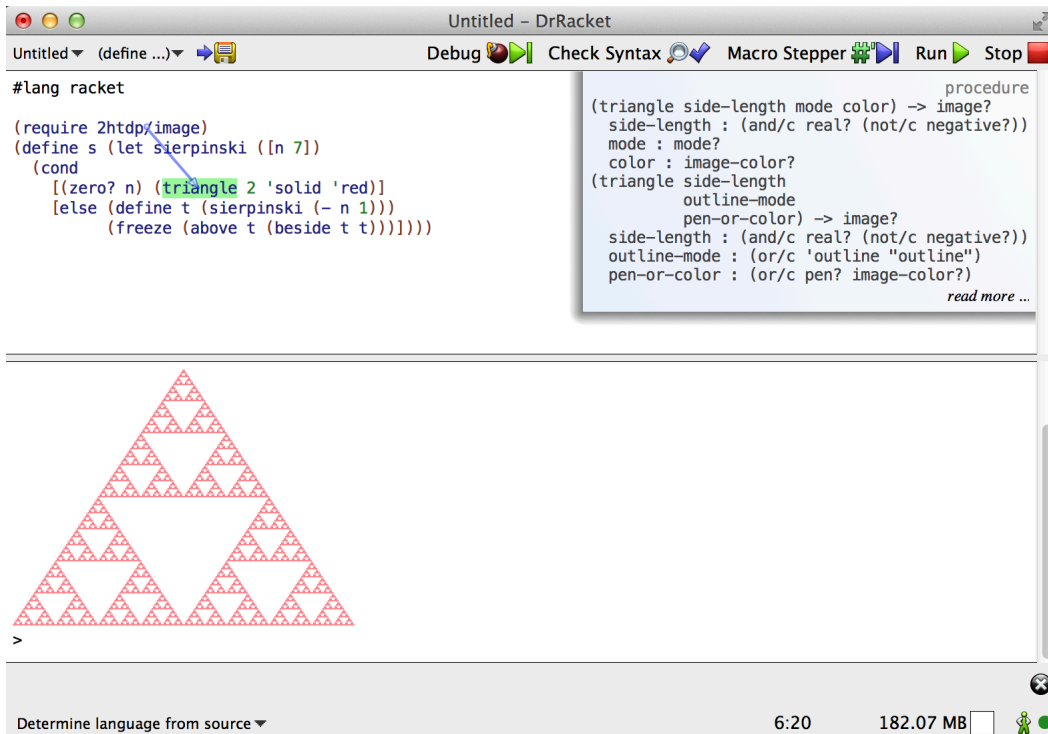 Untitled – DrRacket
Untitled (define ...) Debug Check Syntax Macro Stepper #' Run Stop
#lang racket
(require 2htdp/image)
(define s (let sierpinski ([n 7])
(cond
[(zero? n) (triangle 2 'solid 'red)]
[else (define t (sierpinski (- n 1)))
(freeze (above t (beside t t)))])))
procedure
(triangle side-length mode color) -> image?
side-length : (and/c real? (not/c negative?))
mode : mode?
color : image-color?
(triangle side-length
outline-mode
pen-or-color) -> image?
side-length : (and/c real? (not/c negative?))
outline-mode : (or/c 'outline "outline")
pen-or-color : (or/c pen? image-color?)
read more ...
>
Determine language from source 6:20 182.07 MB